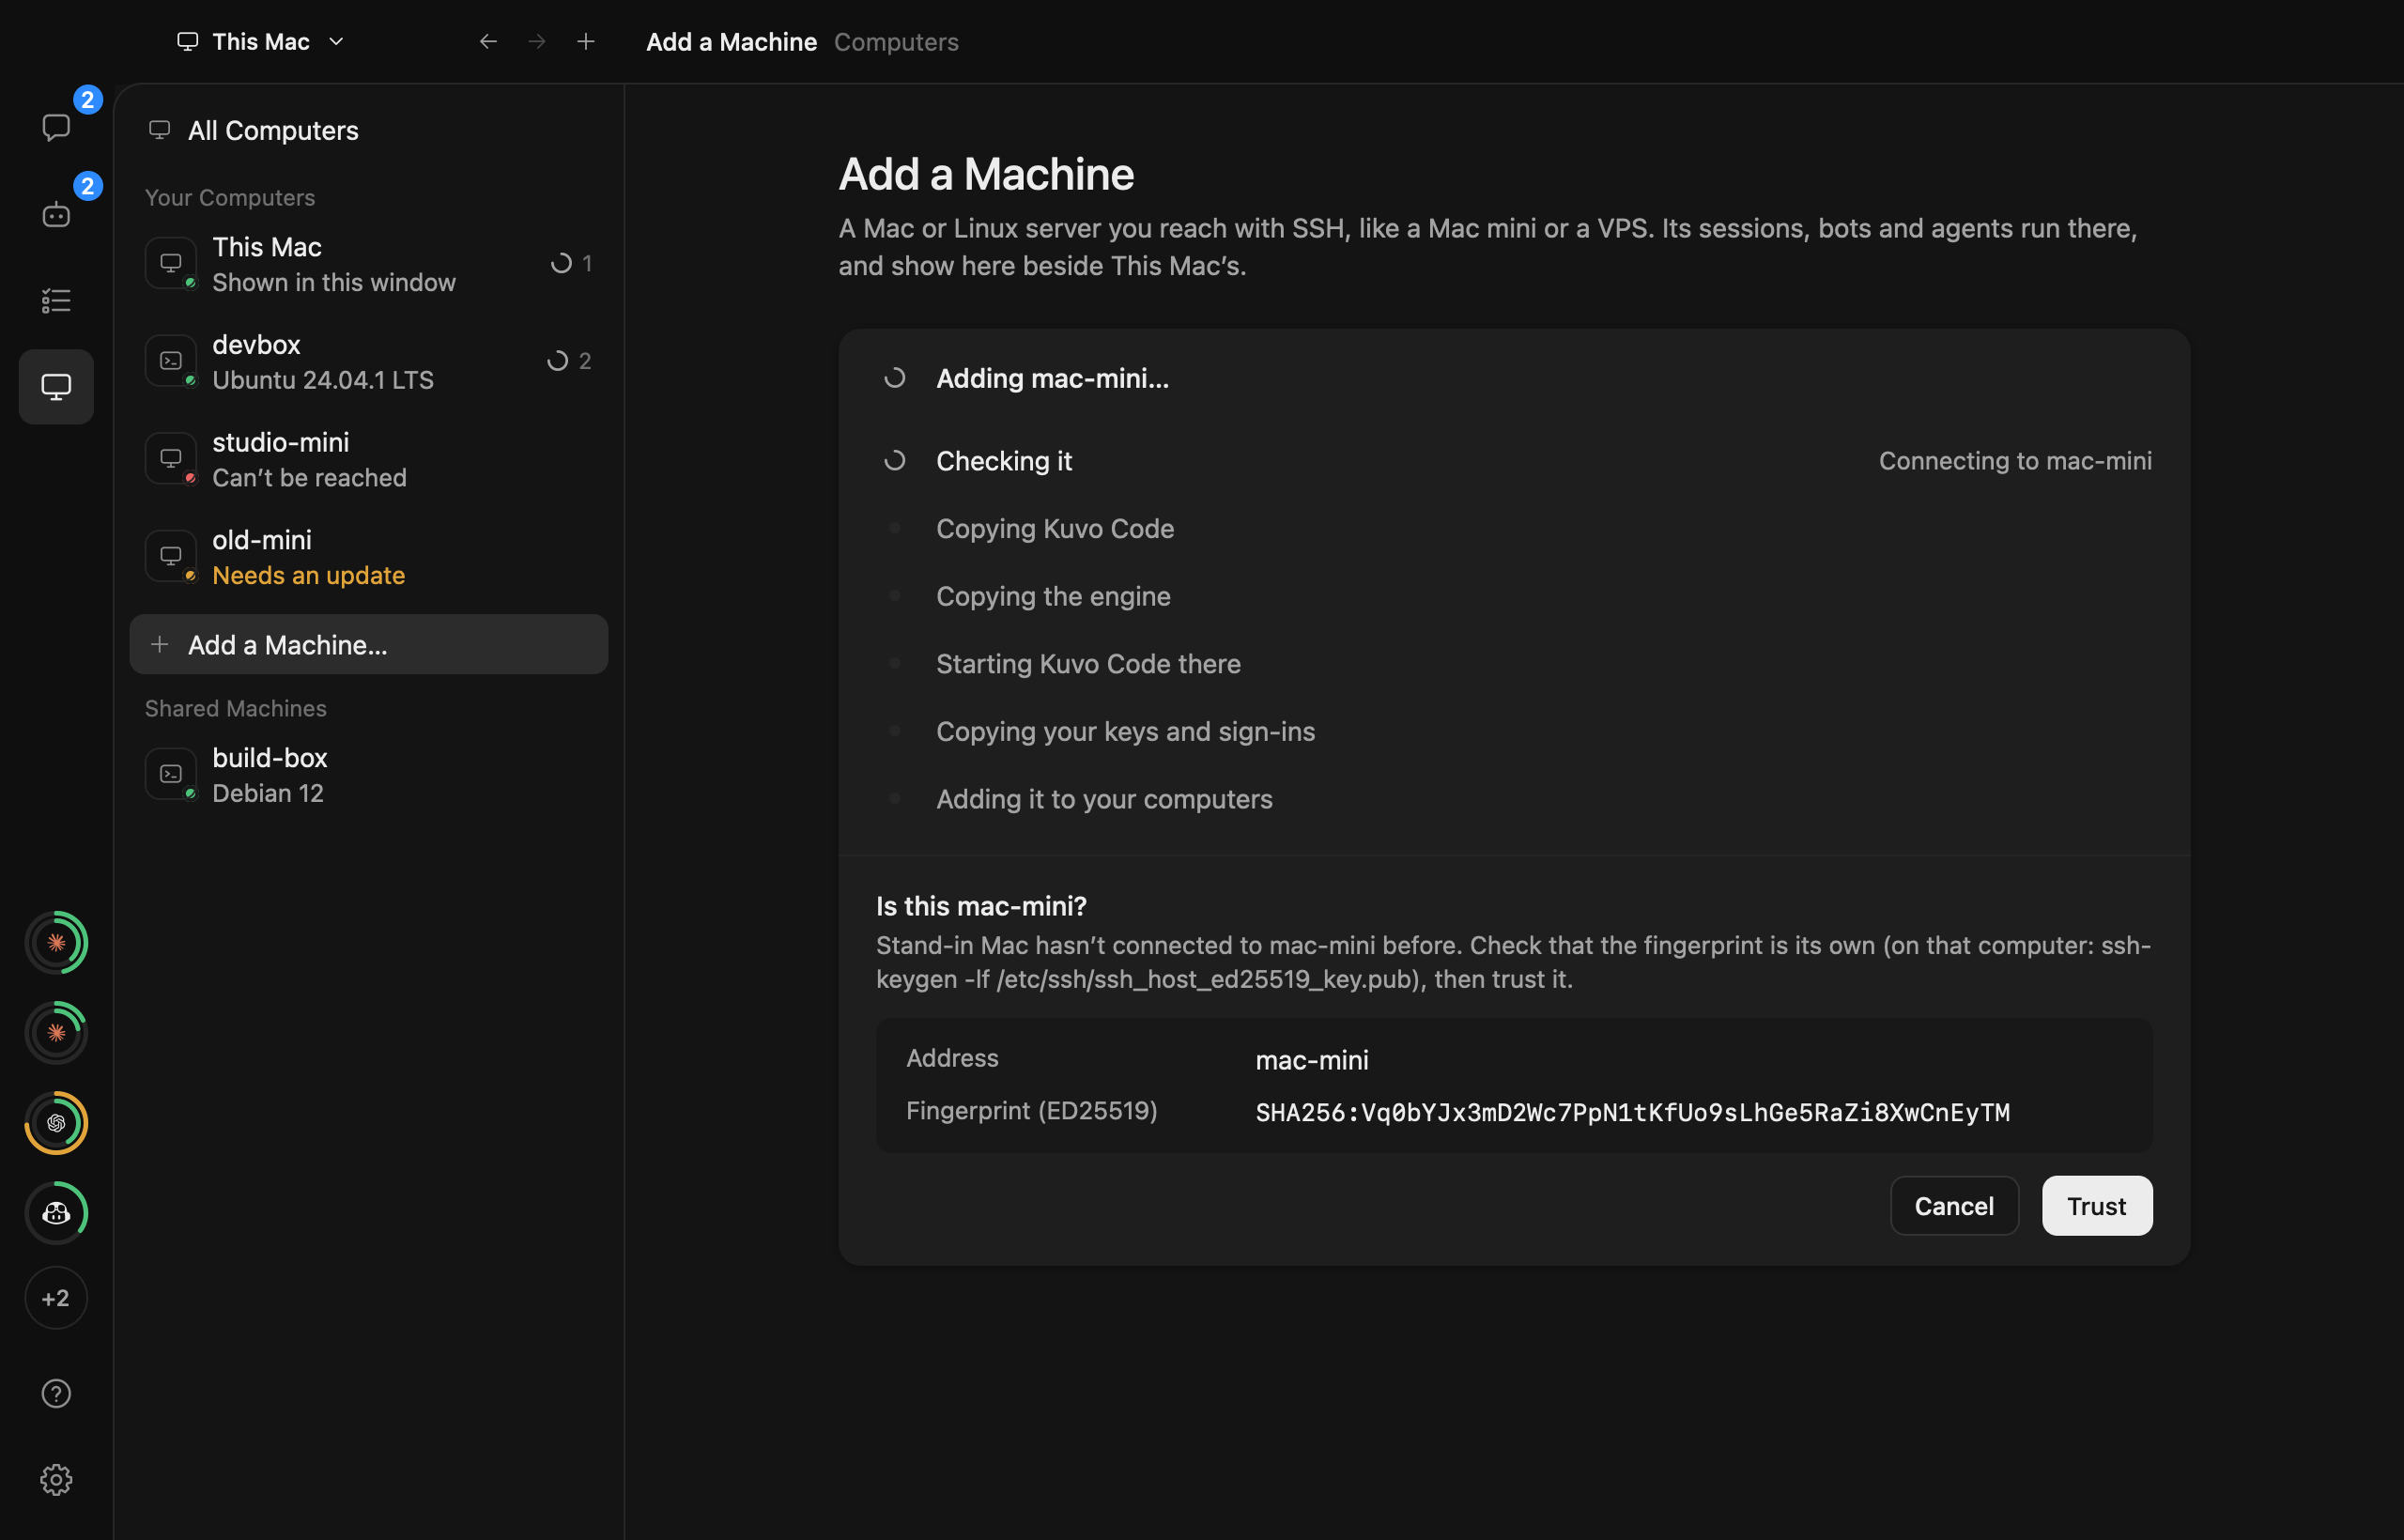 This Mac
Add a Machine Computers
2
2
All Computers
Your Computers
This Mac
Shown in this window
1
devbox
Ubuntu 24.04.1 LTS
2
studio-mini
Can’t be reached
old-mini
Needs an update
Add a Machine...
Shared Machines
build-box
Debian 12
+2
Add a Machine
A Mac or Linux server you reach with SSH, like a Mac mini or a VPS. Its sessions, bots and agents run there,
and show here beside This Mac’s.
Adding mac-mini...
Checking it
Connecting to mac-mini
Copying Kuvo Code
Copying the engine
Starting Kuvo Code there
Copying your keys and sign-ins
Adding it to your computers
Is this mac-mini?
Stand-in Mac hasn’t connected to mac-mini before. Check that the fingerprint is its own (on that computer: ssh-
keygen -lf /etc/ssh/ssh_host_ed25519_key.pub), then trust it.
Address
mac-mini
Fingerprint (ED25519)
SHA256:Vq0bYJx3mD2Wc7PpN1tKfUo9sLhGe5RaZi8XwCnEyTM
Cancel
Trust